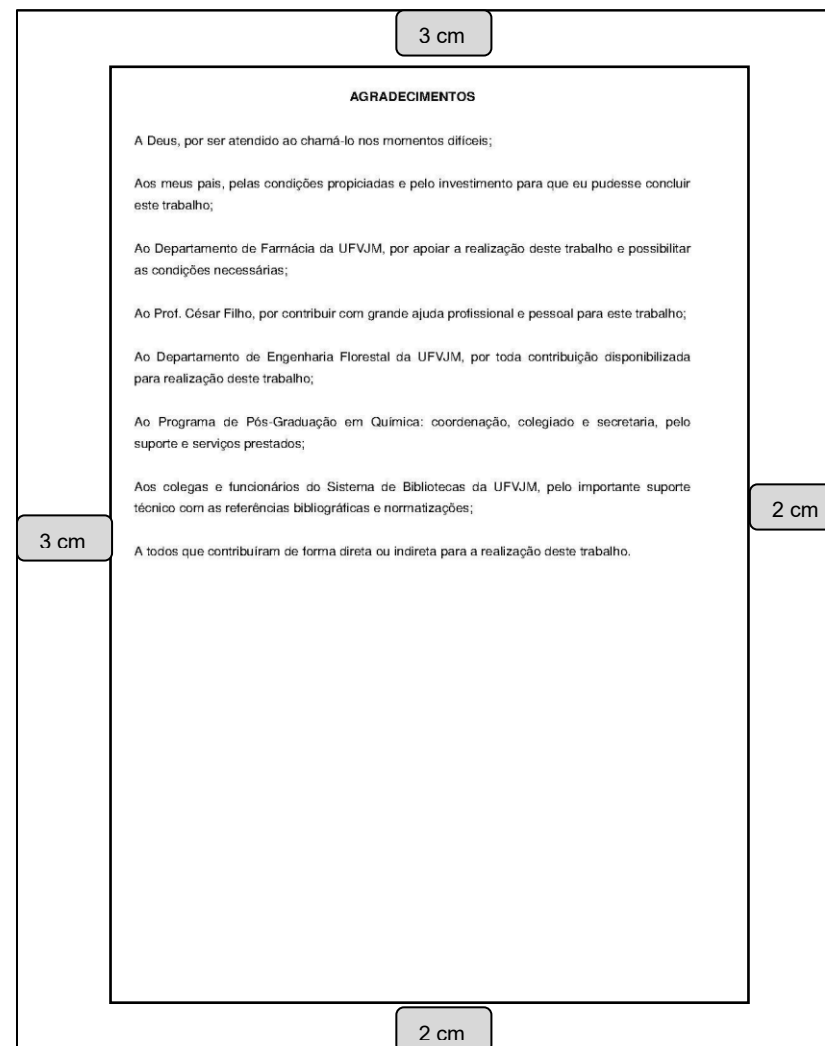 3 cm
AGRADECIMENTOS
A Deus, por ser atendido ao chamá-lo nos momentos difíceis;
Aos meus pais, pelas condições propiciadas e pelo investimento para que eu pudesse concluir
este trabalho;
Ao Departamento de Farmácia da UFVJM, por apoiar a realização deste trabalho e possibilitar
as condições necessárias;
Ao Prof. César Filho, por contribuir com grande ajuda profissional e pessoal para este trabalho;
Ao Departamento de Engenharia Florestal da UFVJM, por toda contribuição disponibilizada
para realização deste trabalho;
Ao Programa de Pós-Graduação em Química: coordenação, colegiado e secretaria, pelo
suporte e serviços prestados;
Aos colegas e funcionários do Sistema de Bibliotecas da UFVJM, pelo importante suporte
técnico com as referências bibliográficas e normatizações;
2 cm
3 cm
A todos que contribuíram de forma direta ou indireta para a realização deste trabalho.
2 cm